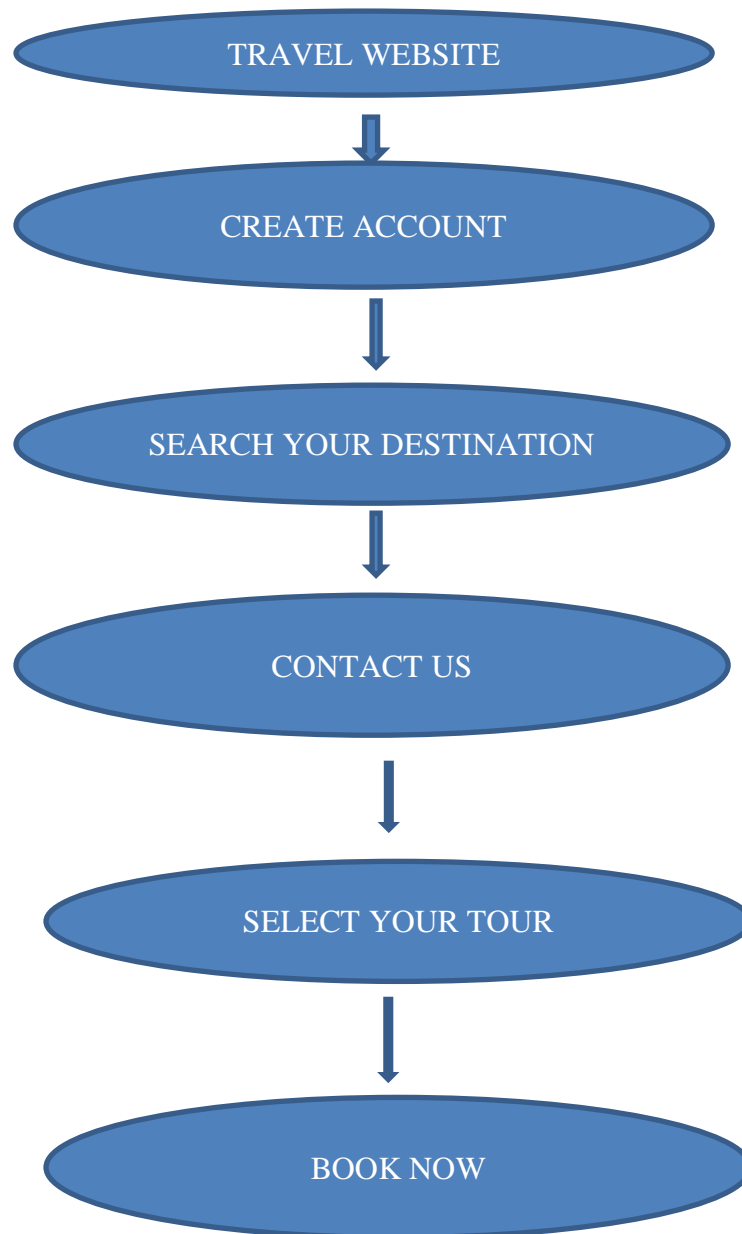 TRAVEL WEBSITE
CREATE ACCOUNT
SEARCH YOUR DESTINATION
CONTACT US
SELECT YOUR TOUR
BOOK NOW